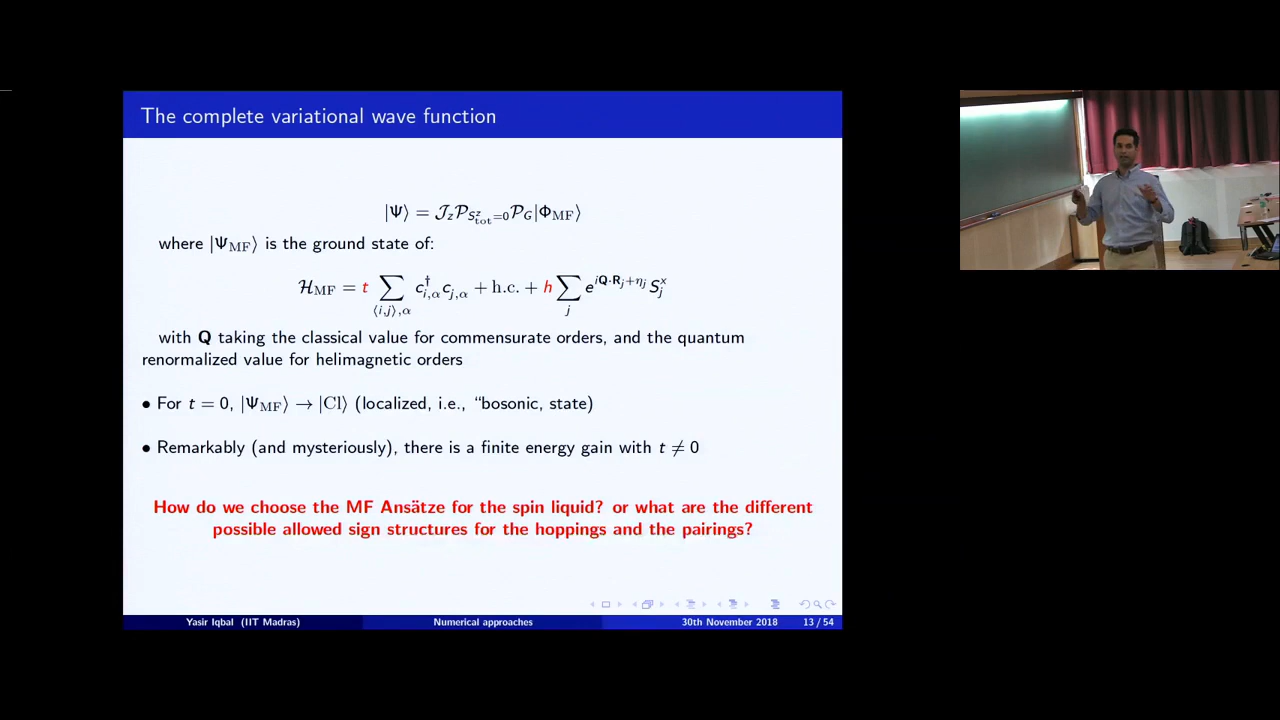 The complete variational wave function
|Ψ⟩ = 𝒥_z 𝒫_{S^z_{tot}=0} 𝒫_G |Φ_MF⟩
where |Ψ_MF⟩ is the ground state of:
ℋ_MF = t ∑_{⟨i,j⟩,α} c†_{i,α} c_{j,α} + h.c. + h ∑_j e^{iQ·R_j+η_j} S^x_j
with Q taking the classical value for commensurate orders, and the quantum
renormalized value for helimagnetic orders
• For t = 0, |Ψ_MF⟩ → |Cl⟩ (localized, i.e., “bosonic, state)
• Remarkably (and mysteriously), there is a finite energy gain with t ≠ 0
How do we choose the MF Ansätze for the spin liquid? or what are the different
possible allowed sign structures for the hoppings and the pairings?
Yasir Iqbal (IIT Madras) Numerical approaches 30th November 2018 13 / 54